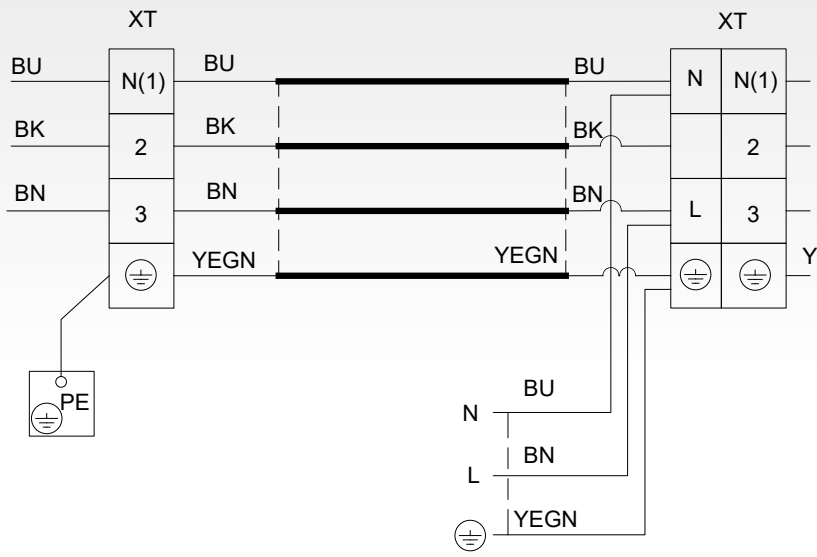 XT XT
BU BU BU N N(1)
N(1)
BK BK BK 2
2
BN BN BN L 3
3
YEGN YEGN Y
PE
N BU
L BN
YEGN